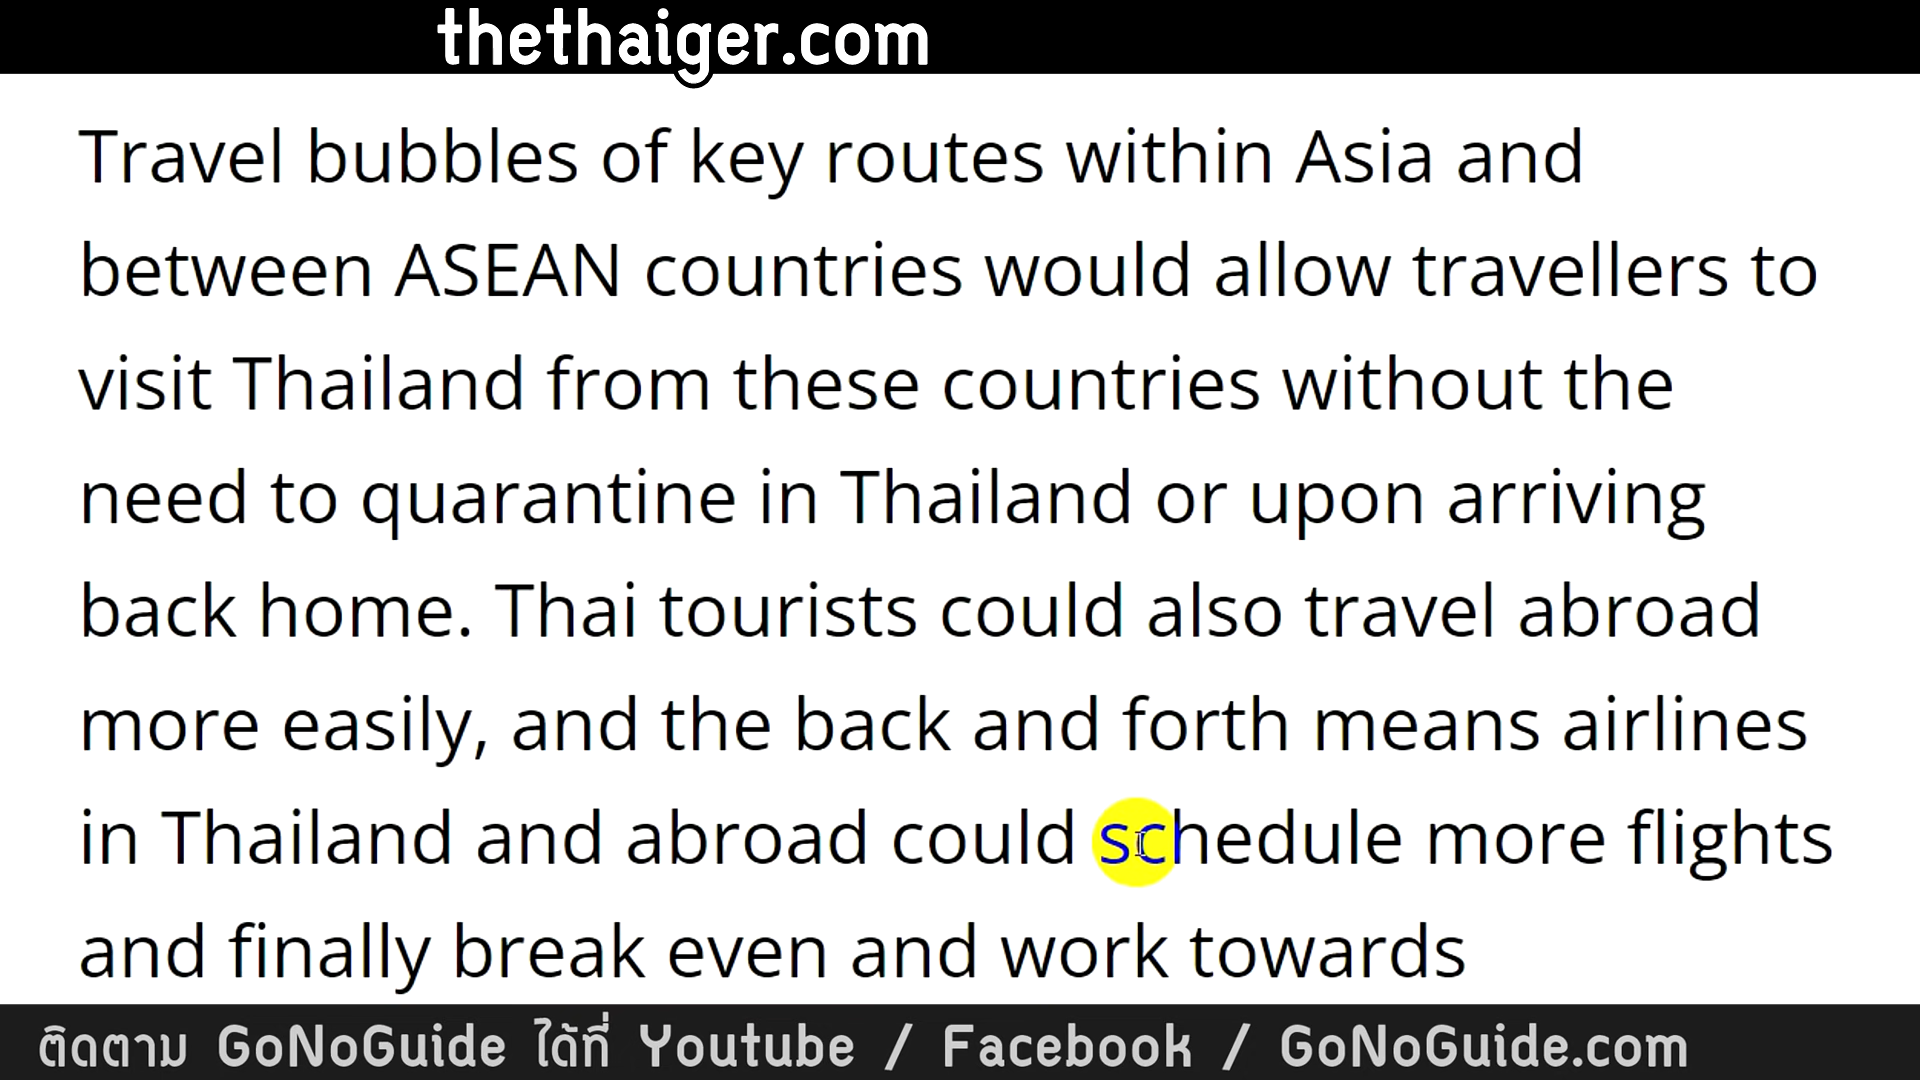 thethaiger.com
Travel bubbles of key routes within Asia and
between ASEAN countries would allow travellers to
visit Thailand from these countries without the
need to quarantine in Thailand or upon arriving
back home. Thai tourists could also travel abroad
more easily, and the back and forth means airlines
in Thailand and abroad could schedule more flights
and finally break even and work towards
ติดตาม GoNoGuide ได้ที่ Youtube / Facebook / GoNoGuide.com